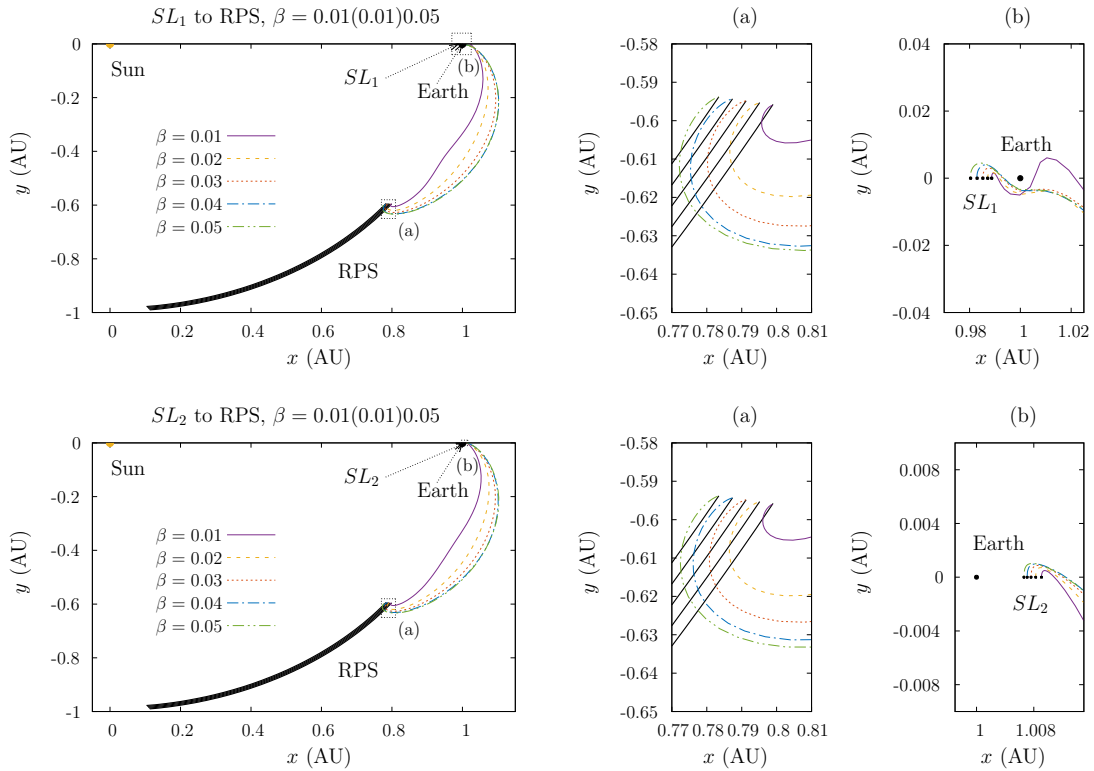 SL₁ to RPS, β = 0.01(0.01)0.05
0
-0.2
-0.4
-0.6
-0.8
-1
y (AU)
0 0.2 0.4 0.6 0.8 1
x (AU)
Sun
SL₁
Earth
(b)
β = 0.01
β = 0.02
β = 0.03
β = 0.04
β = 0.05
(a)
RPS
(a)
-0.58
-0.59
-0.6
-0.61
-0.62
-0.63
-0.64
-0.65
y (AU)
0.77 0.78 0.79 0.8 0.81
x (AU)
(b)
0.04
0.02
0
-0.02
-0.04
y (AU)
Earth
SL₁
0.98 1 1.02
x (AU)
SL₂ to RPS, β = 0.01(0.01)0.05
0
-0.2
-0.4
-0.6
-0.8
-1
y (AU)
0 0.2 0.4 0.6 0.8 1
x (AU)
Sun
SL₂
Earth
(b)
β = 0.01
β = 0.02
β = 0.03
β = 0.04
β = 0.05
(a)
RPS
(a)
-0.58
-0.59
-0.6
-0.61
-0.62
-0.63
-0.64
-0.65
y (AU)
0.77 0.78 0.79 0.8 0.81
x (AU)
(b)
0.008
0.004
0
-0.004
-0.008
y (AU)
Earth
SL₂
1 1.008
x (AU)